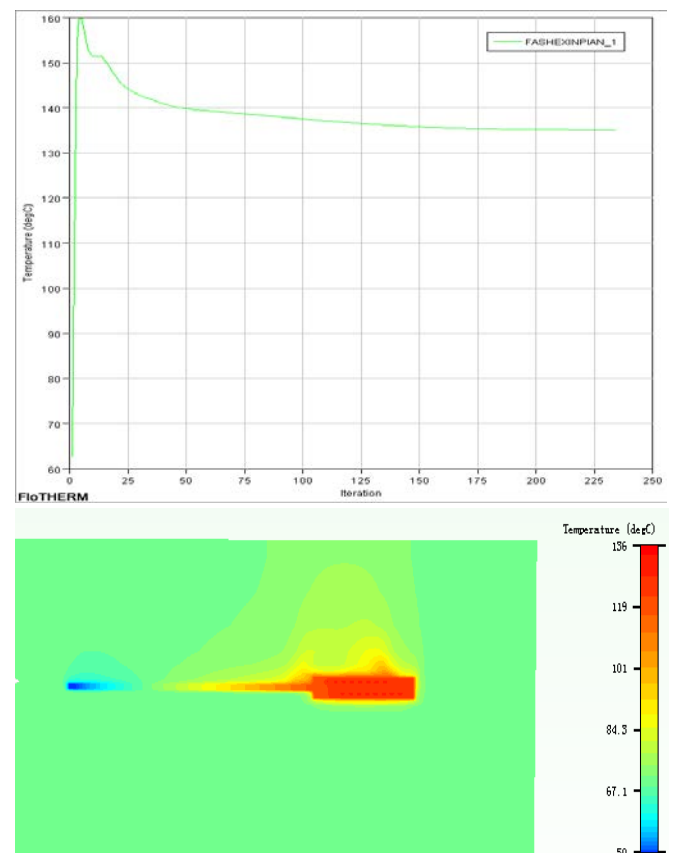 160
FASHEXINPIAN_1
150
140
130
120
110
100
90
80
70
60
Temperature (degC)
0 25 50 75 100 125 150 175 200 225 250
Iteration
FloTHERM
Temperature (degC)
136
119
101
84.3
67.1
50